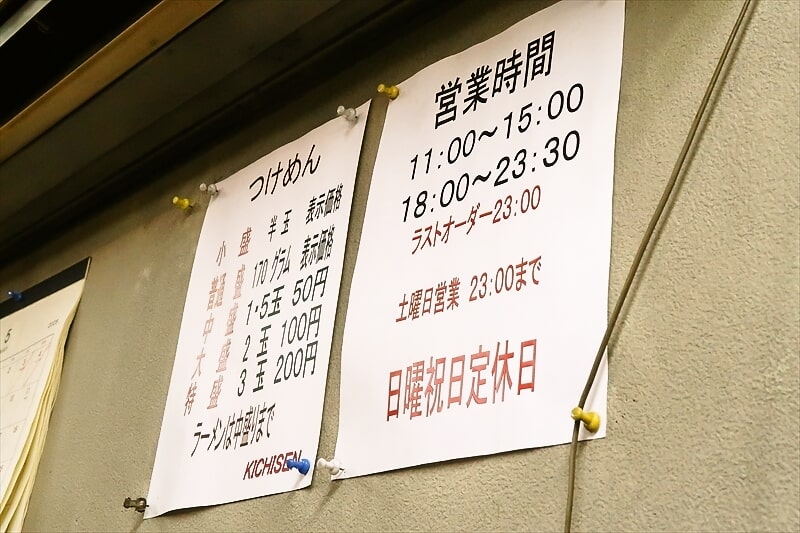 つけめん
小盛 半玉 表示価格
普通盛 170グラム 表示価格
中盛 1・5玉 50円
大盛 2玉 100円
特盛 3玉 200円
ラーメンは中盛りまで
KICHISEN
営業時間
11:00～15:00
18:00～23:30
ラストオーダー23:00
土曜日営業 23:00まで
日曜祝日定休日
5